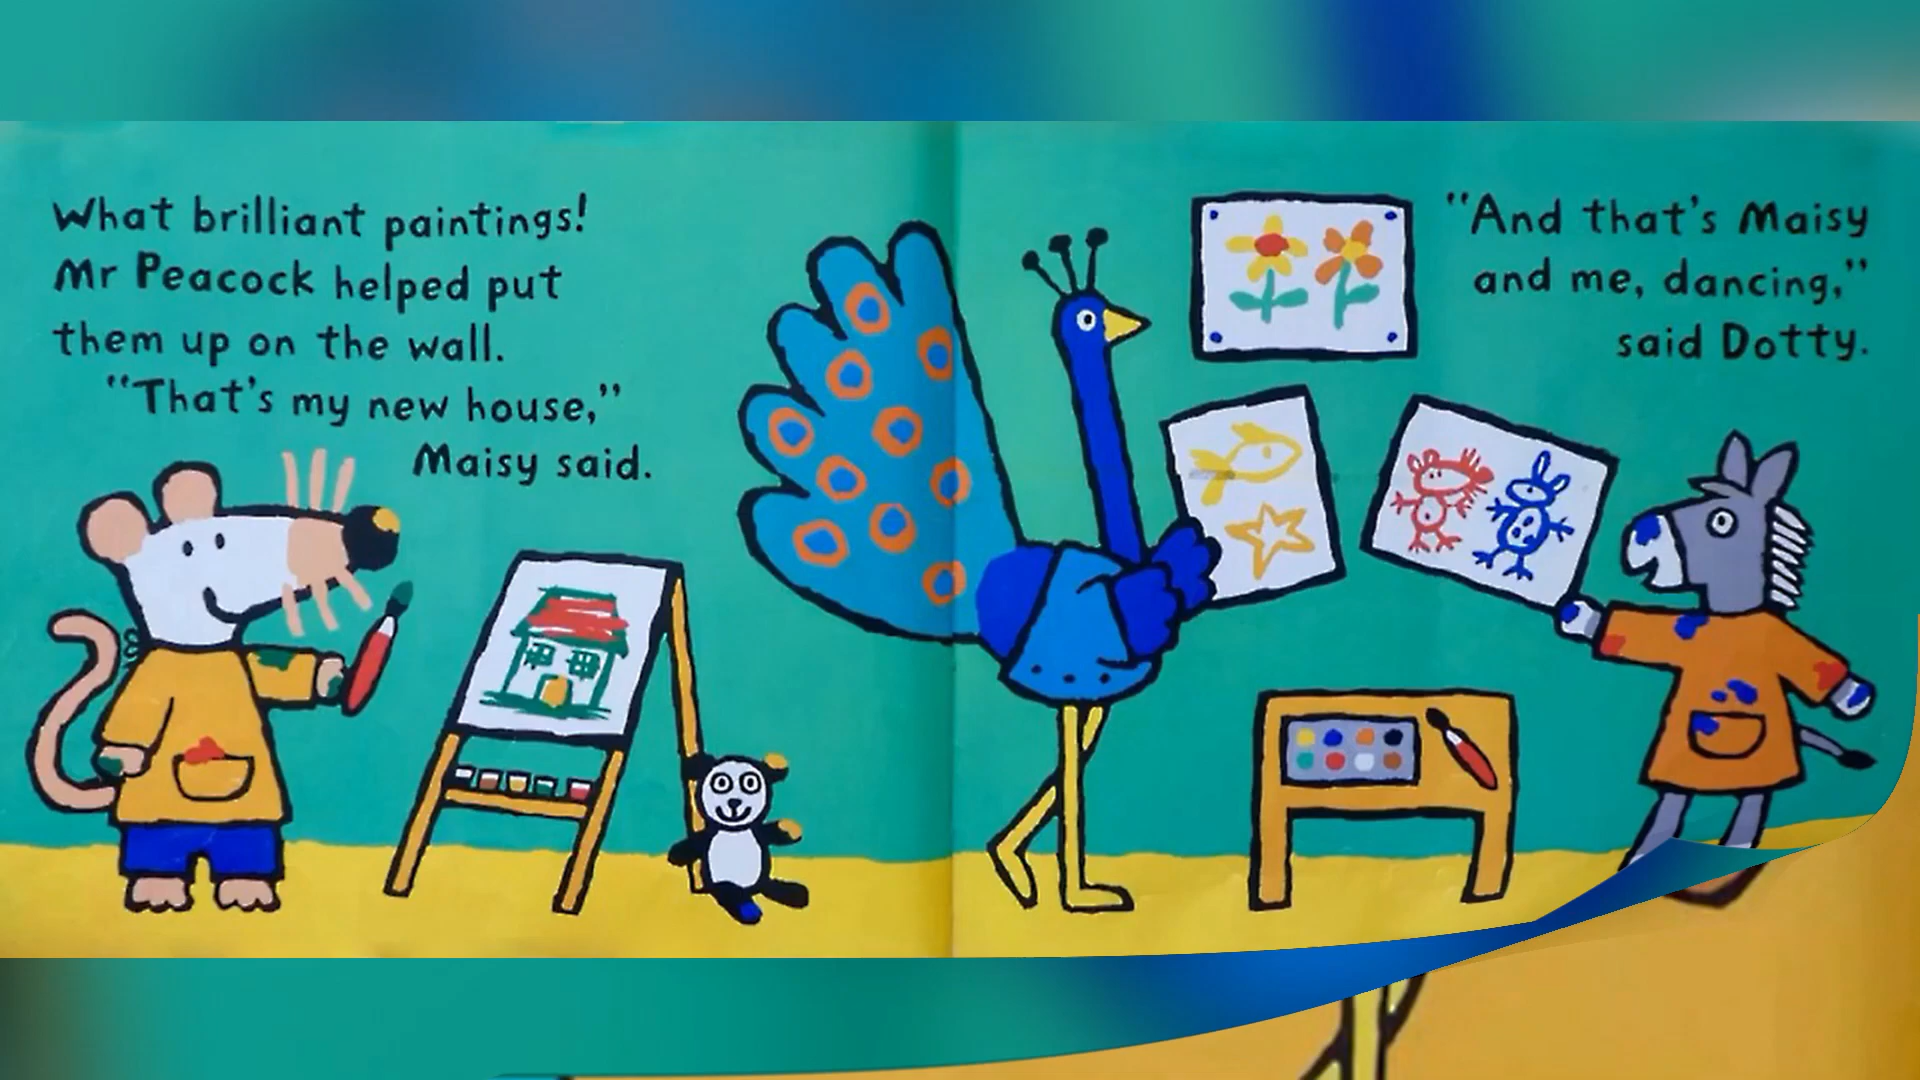 What brilliant paintings!
Mr Peacock helped put
them up on the wall.
"That's my new house,"
Maisy said.
"And that's Maisy
and me, dancing,"
said Dotty.